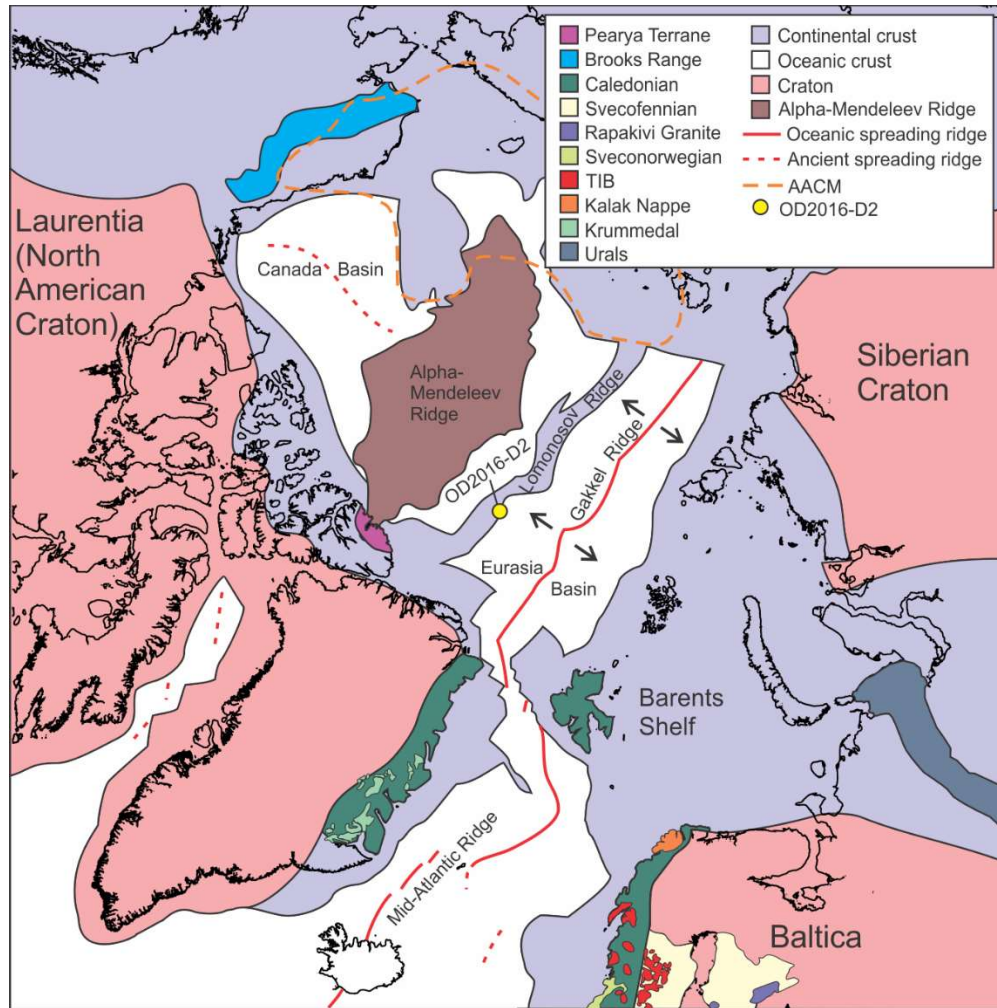 Pearya Terrane
Brooks Range
Caledonian
Svecofennian
Rapakivi Granite
Sveconorwegian
TIB
Kalak Nappe
Krummedal
Urals
Continental crust
Oceanic crust
Craton
Alpha-Mendeleev Ridge
Oceanic spreading ridge
Ancient spreading ridge
AACM
OD2016-D2
Laurentia
(North
American
Craton)
Canada Basin
Alpha-
Mendeleev
Ridge
Siberian
Craton
Lomonosov Ridge
OD2016-D2
Gakkel Ridge
Eurasia
Basin
Barents
Shelf
Mid-Atlantic Ridge
Baltica